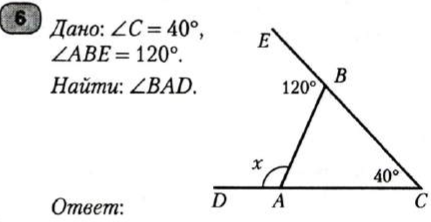 6
Дано: ∠C = 40°,
∠ABE = 120°.
Найти: ∠BAD.
Ответ:
E
B
120°
x
40°
D
A
C